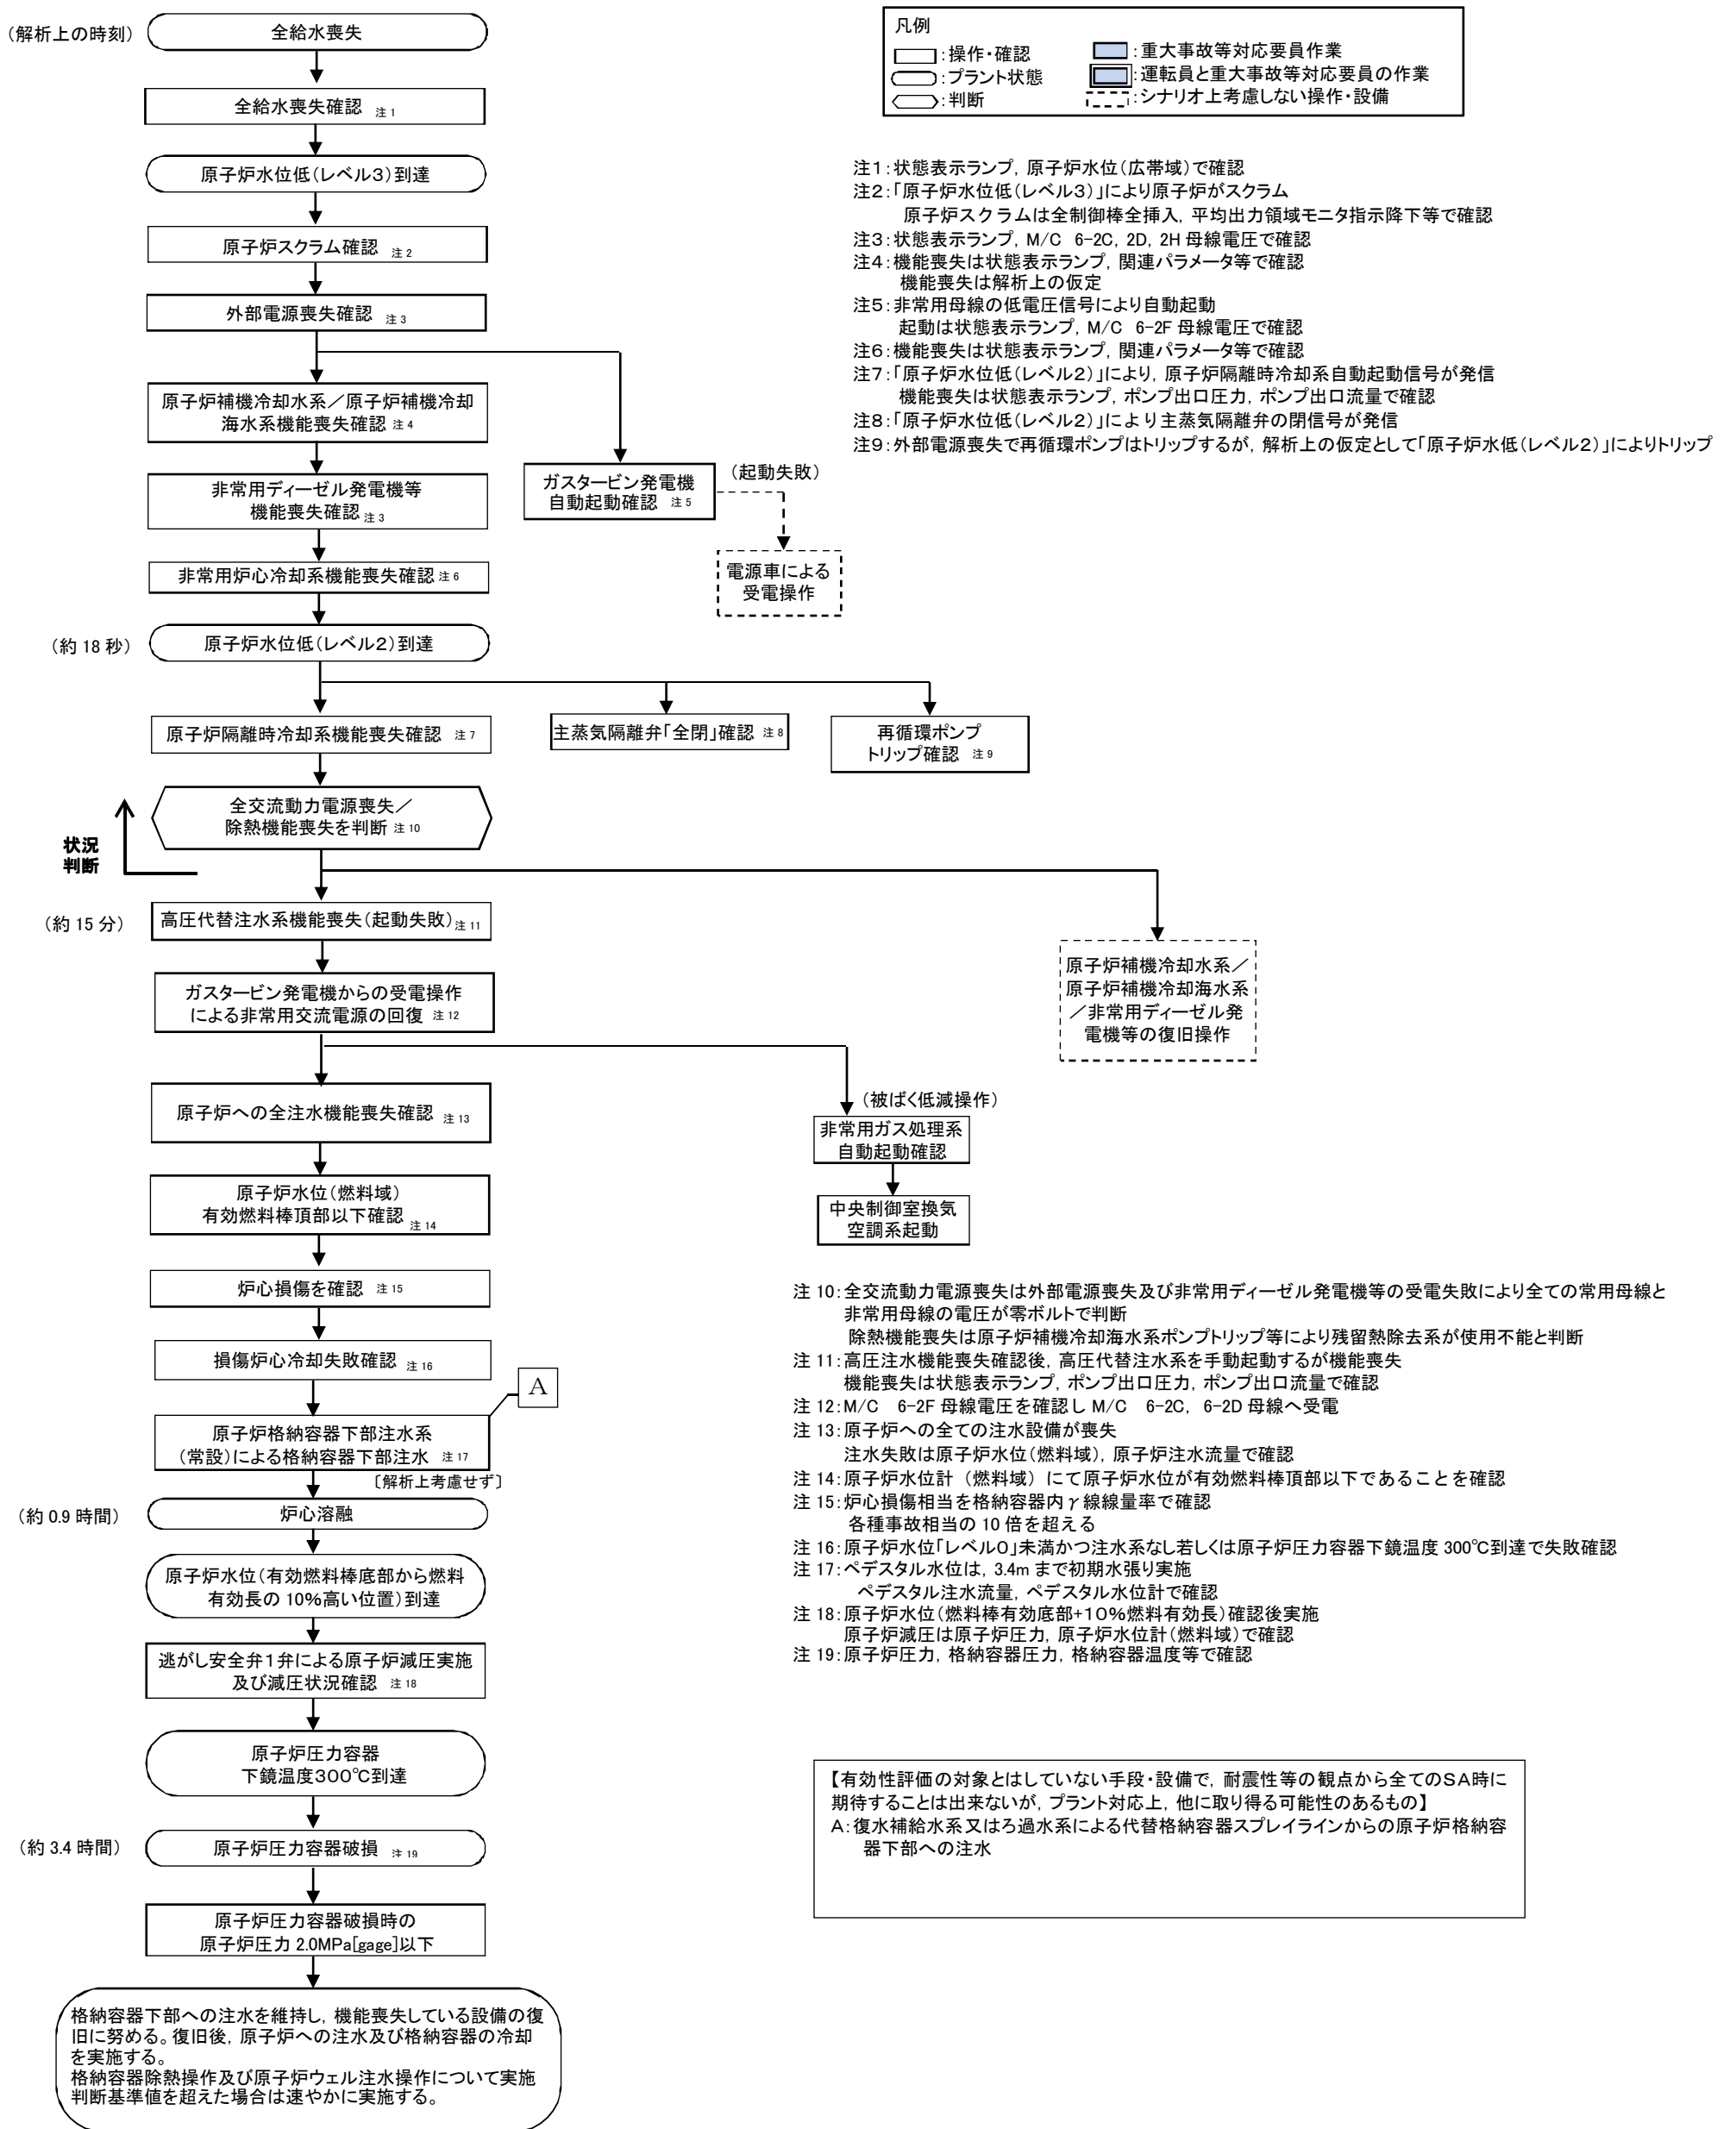 (解析上の時刻)
全給水喪失
全給水喪失確認 注1
原子炉水位低(レベル3)到達
原子炉スクラム確認 注2
外部電源喪失確認 注3
原子炉補機冷却水系/原子炉補機冷却
海水系機能喪失確認 注4
非常用ディーゼル発電機等
機能喪失確認 注3
ガスタービン発電機
自動起動確認 注5
(起動失敗)
電源車による
受電操作
非常用炉心冷却系機能喪失確認 注6
(約18秒)
原子炉水位低(レベル2)到達
原子炉隔離時冷却系機能喪失確認 注7
主蒸気隔離弁「全閉」確認 注8
再循環ポンプ
トリップ確認 注9
全交流動力電源喪失/
除熱機能喪失を判断 注10
状況
判断
(約15分)
高圧代替注水系機能喪失(起動失敗) 注11
原子炉補機冷却水系/
原子炉補機冷却海水系
/非常用ディーゼル発
電機等の復旧操作
ガスタービン発電機からの受電操作
による非常用交流電源の回復 注12
原子炉への全注水機能喪失確認 注13
(被ばく低減操作)
非常用ガス処理系
自動起動確認
中央制御室換気
空調系起動
原子炉水位(燃料域)
有効燃料棒頂部以下確認 注14
炉心損傷を確認 注15
損傷炉心冷却失敗確認 注16
A
原子炉格納容器下部注水系
(常設)による格納容器下部注水 注17
〔解析上考慮せず〕
(約0.9時間)
炉心溶融
原子炉水位(有効燃料棒底部から燃料
有効長の10%高い位置)到達
逃がし安全弁1弁による原子炉減圧実施
及び減圧状況確認 注18
原子炉圧力容器
下鏡温度300℃到達
(約3.4時間)
原子炉圧力容器破損 注19
原子炉圧力容器破損時の
原子炉圧力2.0MPa[gage]以下
格納容器下部への注水を維持し,機能喪失している設備の復
旧に努める。復旧後,原子炉への注水及び格納容器の冷却
を実施する。
格納容器除熱操作及び原子炉ウェル注水操作について実施
判断基準値を超えた場合は速やかに実施する。
凡例
:操作・確認
:プラント状態
:判断
:重大事故等対応要員作業
:運転員と重大事故等対応要員の作業
:シナリオ上考慮しない操作・設備
注1:状態表示ランプ,原子炉水位(広帯域)で確認
注2:「原子炉水位低(レベル3)」により原子炉がスクラム
原子炉スクラムは全制御棒全挿入,平均出力領域モニタ指示降下等で確認
注3:状態表示ランプ,M/C 6-2C, 2D, 2H 母線電圧で確認
注4:機能喪失は状態表示ランプ,関連パラメータ等で確認
機能喪失は解析上の仮定
注5:非常用母線の低電圧信号により自動起動
起動は状態表示ランプ,M/C 6-2F 母線電圧で確認
注6:機能喪失は状態表示ランプ,関連パラメータ等で確認
注7:「原子炉水位低(レベル2)」により,原子炉隔離時冷却系自動起動信号が発信
機能喪失は状態表示ランプ,ポンプ出口圧力,ポンプ出口流量で確認
注8:「原子炉水位低(レベル2)」により主蒸気隔離弁の閉信号が発信
注9:外部電源喪失で再循環ポンプはトリップするが,解析上の仮定として「原子炉水低(レベル2)」によりトリップ
注10:全交流動力電源喪失は外部電源喪失及び非常用ディーゼル発電機等の受電失敗により全ての常用母線と
非常用母線の電圧が零ボルトで判断
除熱機能喪失は原子炉補機冷却海水系ポンプトリップ等により残留熱除去系が使用不能と判断
注11:高圧注水機能喪失確認後,高圧代替注水系を手動起動するが機能喪失
機能喪失は状態表示ランプ,ポンプ出口圧力,ポンプ出口流量で確認
注12:M/C 6-2F 母線電圧を確認し M/C 6-2C, 6-2D 母線へ受電
注13:原子炉への全ての注水設備が喪失
注水失敗は原子炉水位(燃料域),原子炉注水流量で確認
注14:原子炉水位計(燃料域)にて原子炉水位が有効燃料棒頂部以下であることを確認
注15:炉心損傷相当を格納容器内γ線線量率で確認
各種事故相当の10倍を超える
注16:原子炉水位「レベル0」未満かつ注水系なし若しくは原子炉圧力容器下鏡温度300℃到達で失敗確認
注17:ペデスタル水位は,3.4mまで初期水張り実施
ペデスタル注水流量,ペデスタル水位計で確認
注18:原子炉水位(燃料棒有効底部+10%燃料有効長)確認後実施
原子炉減圧は原子炉圧力,原子炉水位計(燃料域)で確認
注19:原子炉圧力,格納容器圧力,格納容器温度等で確認
【有効性評価の対象とはしていない手段・設備で,耐震性等の観点から全てのSA時に
期待することは出来ないが,プラント対応上,他に取り得る可能性のあるもの】
A:復水補給水系又はろ過水系による代替格納容器スプレイラインからの原子炉格納容
器下部への注水